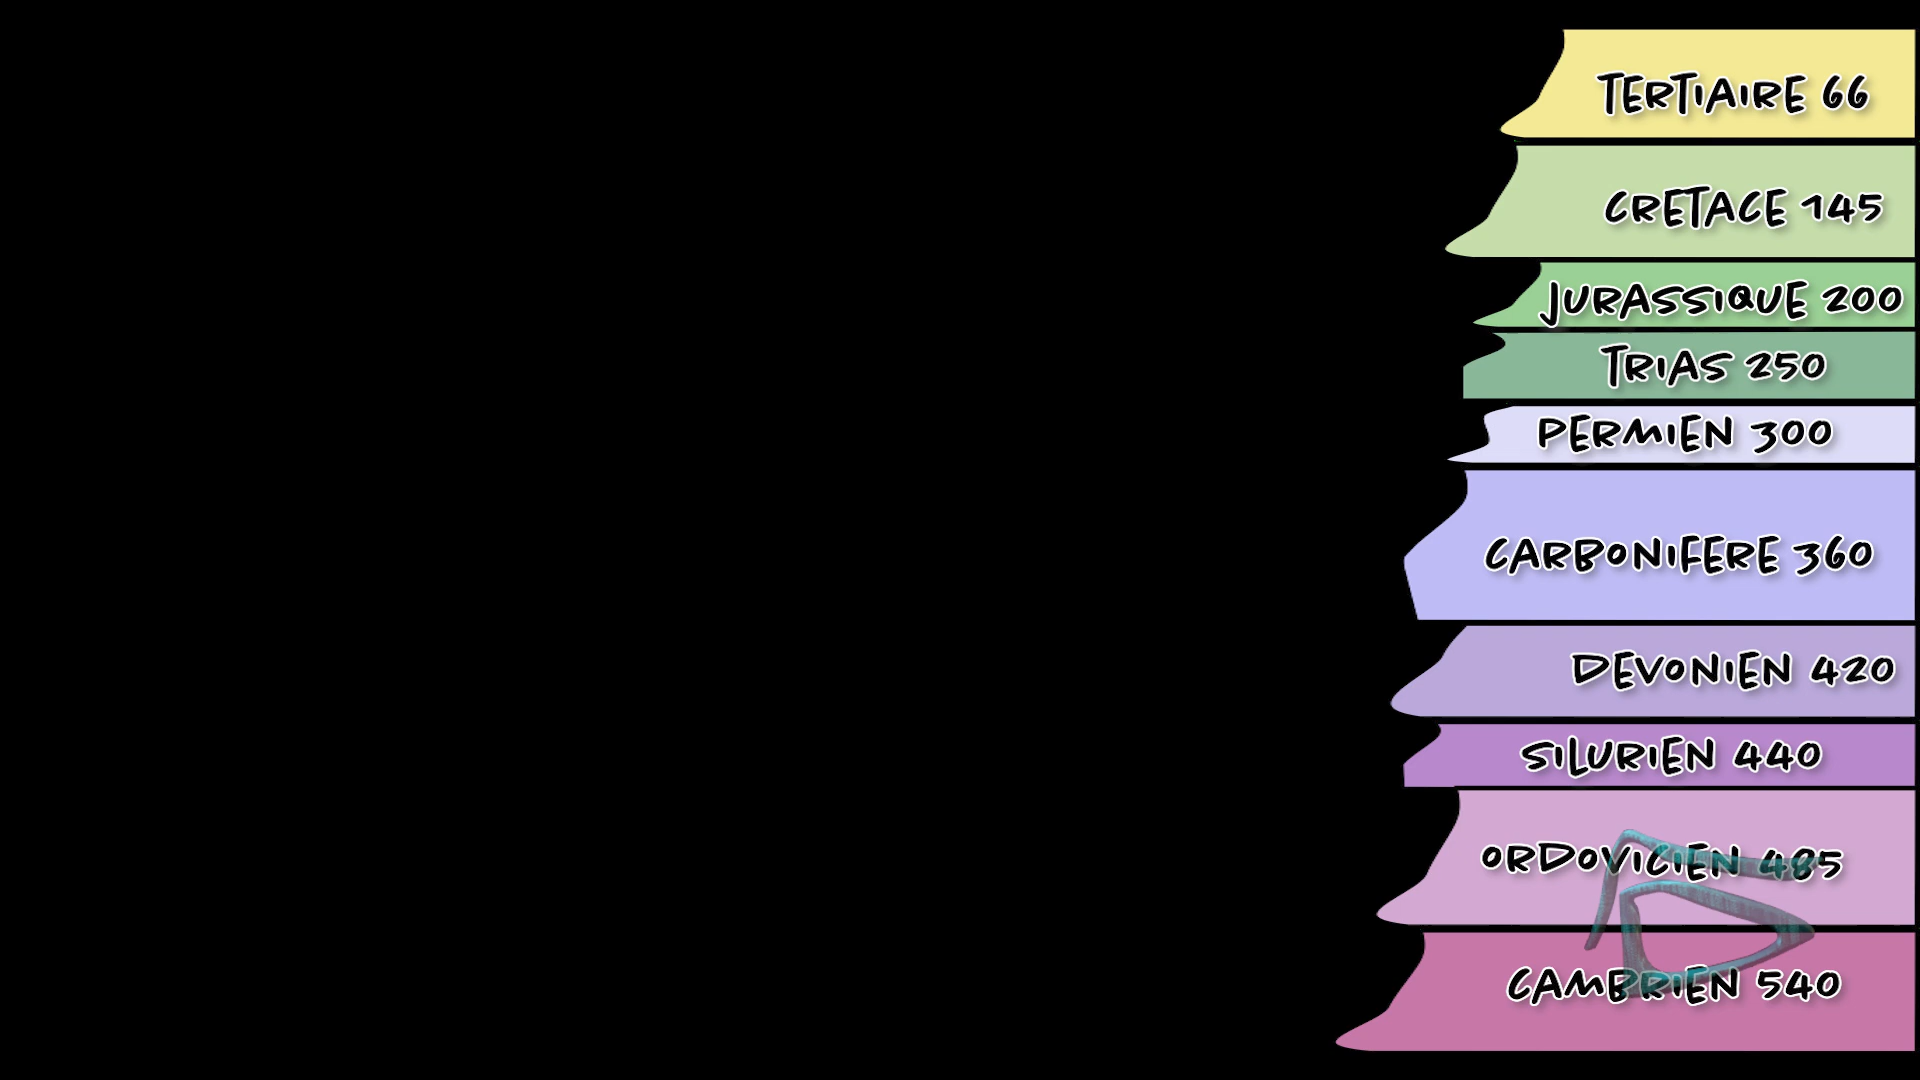 TERTIAIRE 66
CRETACE 145
JURASSIQUE 200
TRIAS 250
PERMIEN 300
CARBONIFERE 360
DEVONIEN 420
SILURIEN 440
ORDOVICIEN 485
CAMBRIEN 540